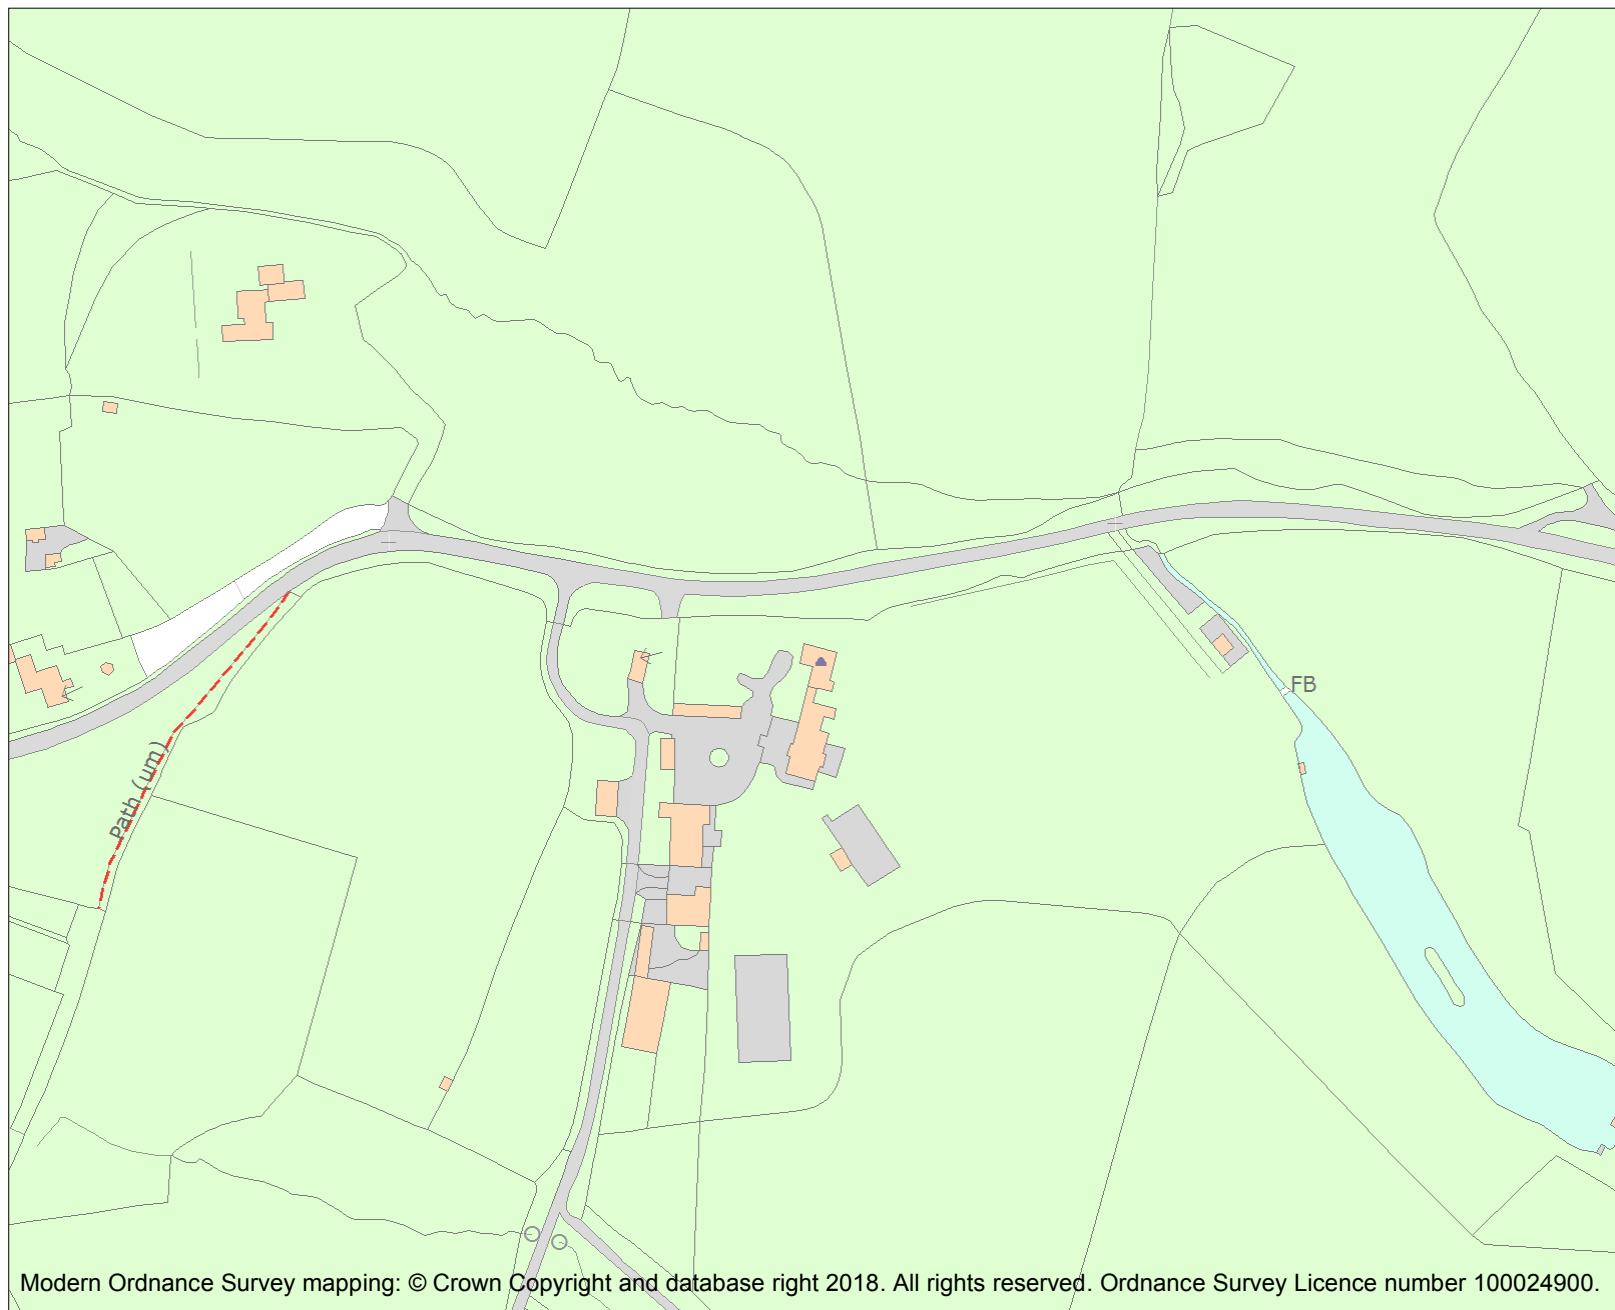 FB
Path (um)
Modern Ordnance Survey mapping: © Crown Copyright and database right 2018. All rights reserved. Ordnance Survey Licence number 100024900.